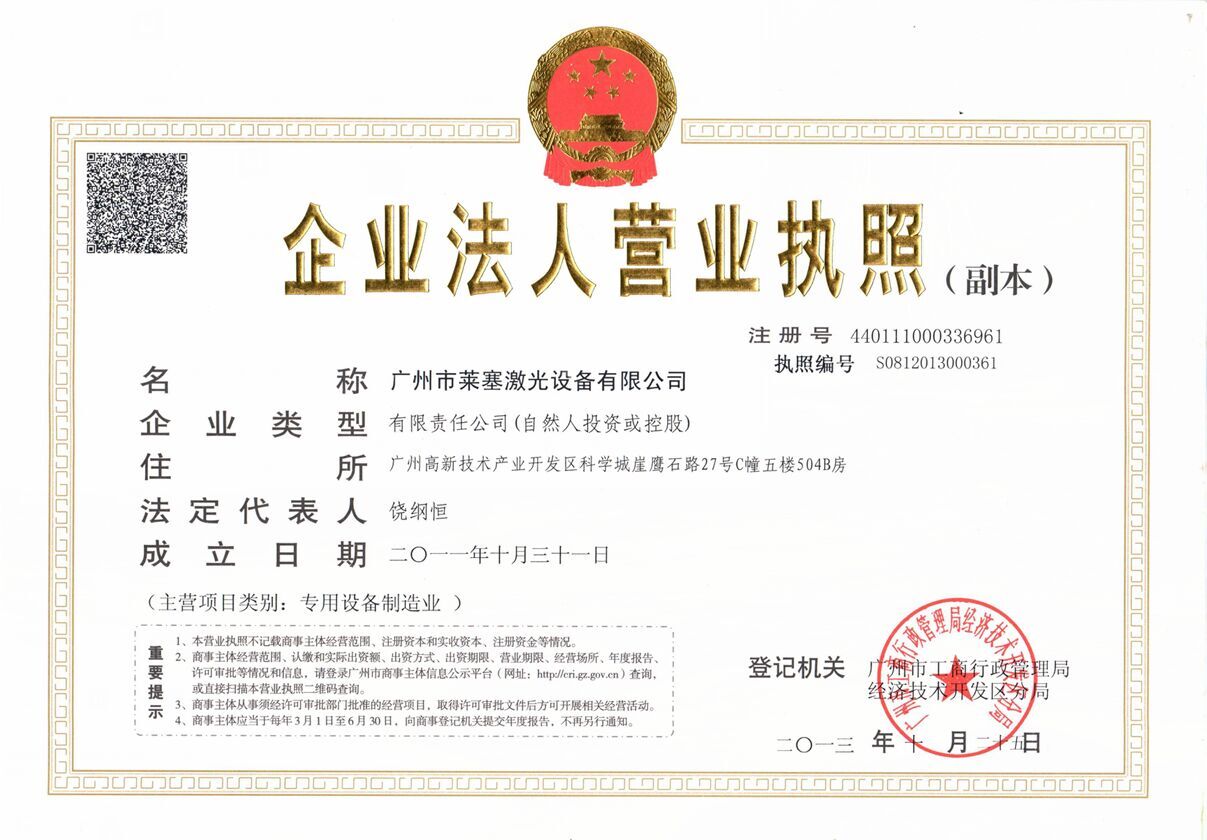 企业法人营业执照(副本)
注册号 440111000336961
执照编号 S0812013000361
名称 广州市莱塞激光设备有限公司
企业类型 有限责任公司(自然人投资或控股)
住所 广州高新技术产业开发区科学城崖鹰石路27号C幢五楼504B房
法定代表人 饶纲恒
成立日期 二〇一一年十月三十一日
(主营项目类别:专用设备制造业 )
重要提示
1、本营业执照不记载商事主体经营范围、注册资本和实收资本、注册资金等情况。
2、商事主体经营范围、认缴和实际出资额、出资方式、出资期限、营业期限、经营场所、年度报告、
许可审批等情况和信息,请登录广州市商事主体信息公示平台(网址:http://cri.gz.gov.cn)查询,
或直接扫描本营业执照二维码查询。
3、商事主体从事须经许可审批部门批准的经营项目,取得许可审批文件后方可开展相关经营活动。
4、商事主体应当于每年3月1日至6月30日,向商事登记机关提交年度报告,不再另行通知。
登记机关 广州市工商行政管理局
经济技术开发区分局
二〇一三 年 十 月 二十五 日
广州市工商行政管理局经济技术开发区分局